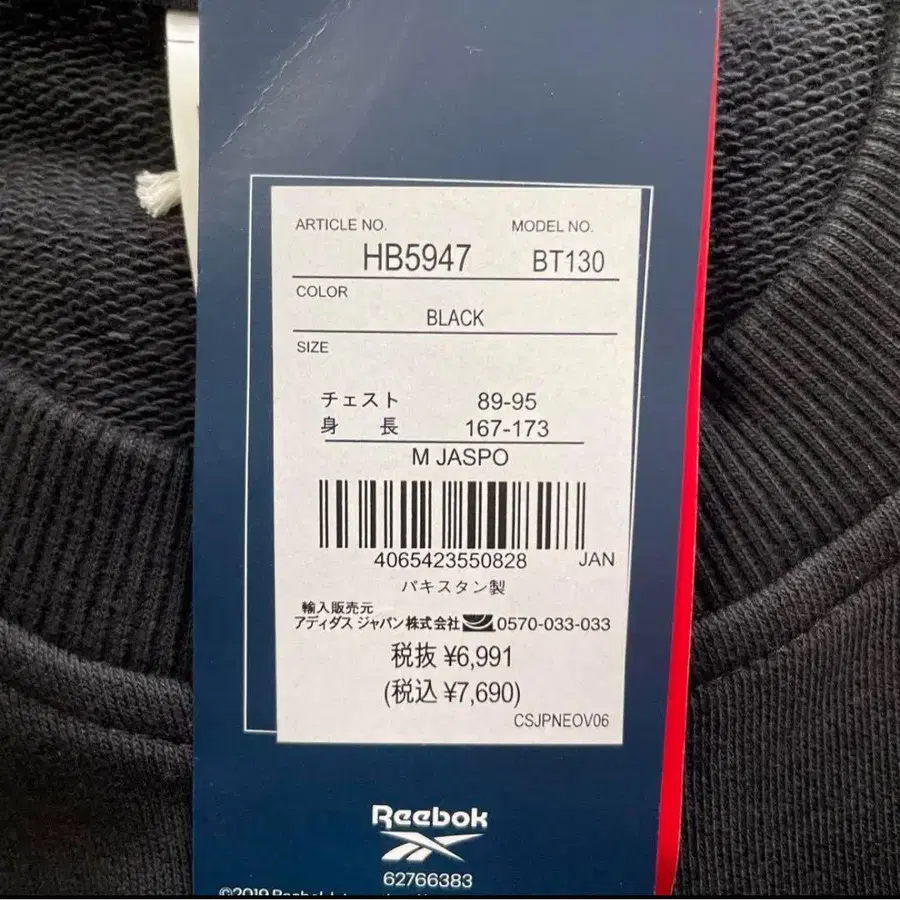 ARTICLE NO. MODEL NO.
HB5947 BT130
COLOR
BLACK
SIZE
チェスト 89-95
身長 167-173
M JASPO
4065423550828 JAN
パキスタン製
輸入販売元
アディダス ジャパン株式会社 0570-033-033
税抜 ¥6,991
(税込 ¥7,690)
CSJPNEOV06
Reebok
62766383
©2019 Reebok